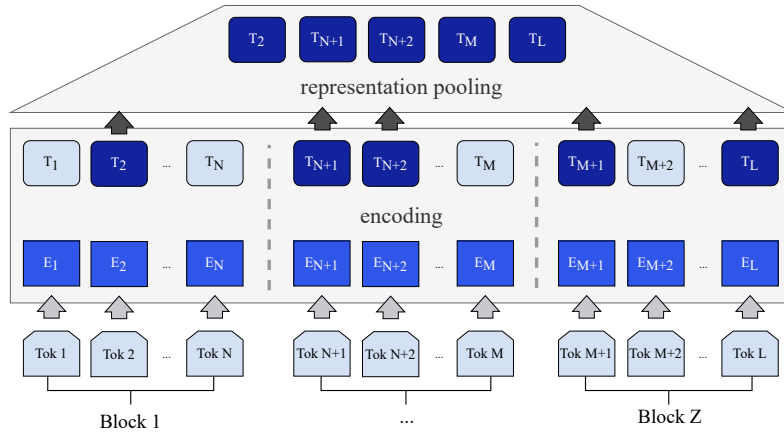 T2 TN+1 TN+2 TM TL
representation pooling
T1 T2 ... TN TN+1 TN+2 ... TM TM+1 TM+2 ... TL
encoding
E1 E2 ... EN EN+1 EN+2 ... EM EM+1 EM+2 ... EL
Tok 1 Tok 2 ... Tok N Tok N+1 Tok N+2 ... Tok M Tok M+1 Tok M+2 ... Tok L
Block 1 ... Block Z